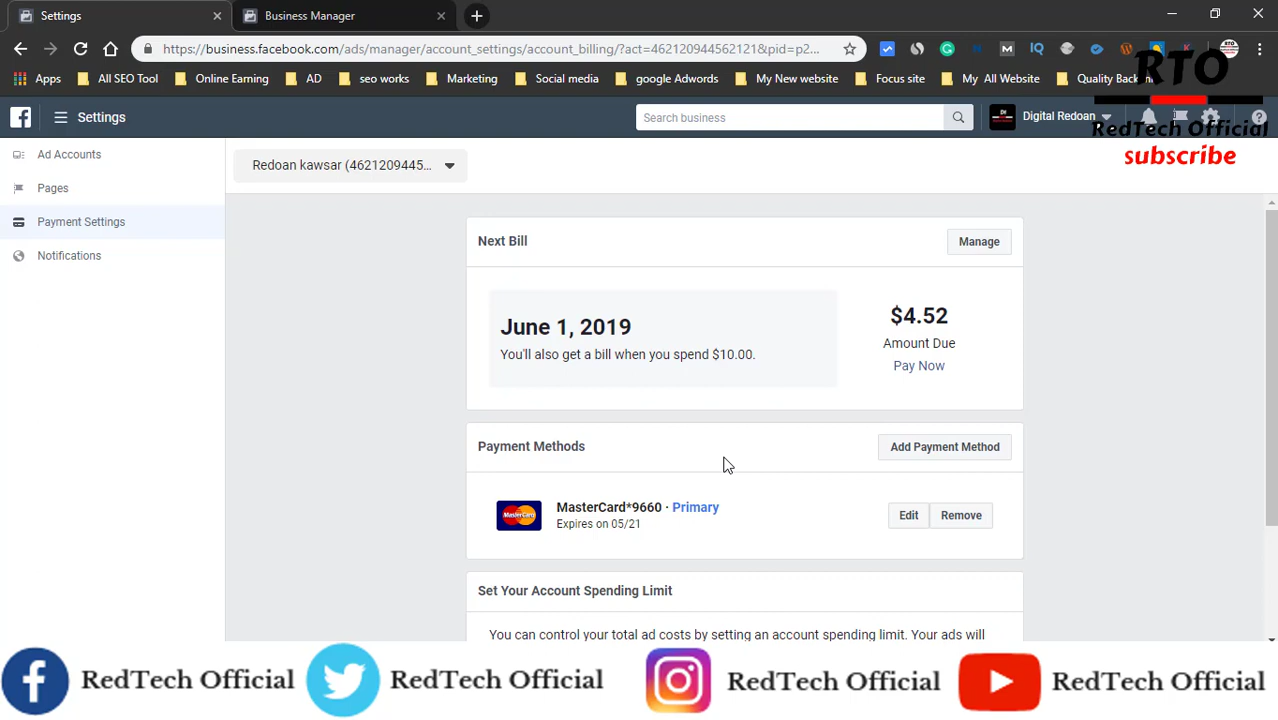 Settings
Business Manager
https://business.facebook.com/ads/manager/account_settings/account_billing/?act=462120944562121&pid=p2...
Apps
All SEO Tool
Online Earning
AD
seo works
Marketing
Social media
google Adwords
My New website
Focus site
My All Website
Quality Back
RTO
RedTech Official
subscribe
Settings
Search business
Digital Redoan
Ad Accounts
Pages
Payment Settings
Notifications
Redoan kawsar (4621209445...
Next Bill
Manage
June 1, 2019
You'll also get a bill when you spend $10.00.
$4.52
Amount Due
Pay Now
Payment Methods
Add Payment Method
MasterCard
MasterCard*9660 · Primary
Expires on 05/21
Edit
Remove
Set Your Account Spending Limit
You can control your total ad costs by setting an account spending limit. Your ads will
RedTech Official
RedTech Official
RedTech Official
RedTech Official